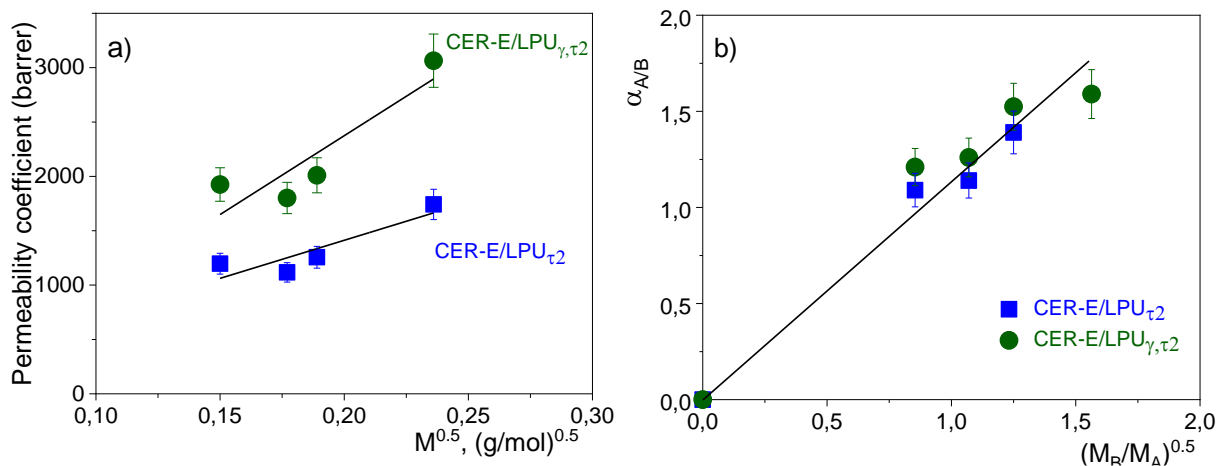 a)
CER-E/LPUγ,τ2
CER-E/LPUτ2
Permeability coefficient (barrer)
3000
2000
1000
0
0,10
0,15
0,20
0,25
0,30
M^0.5, (g/mol)^0.5
b)
αA/B
2,0
1,5
1,0
0,5
0,0
CER-E/LPUτ2
CER-E/LPUγ,τ2
0,0
0,5
1,0
1,5
2,0
(MB/MA)^0.5